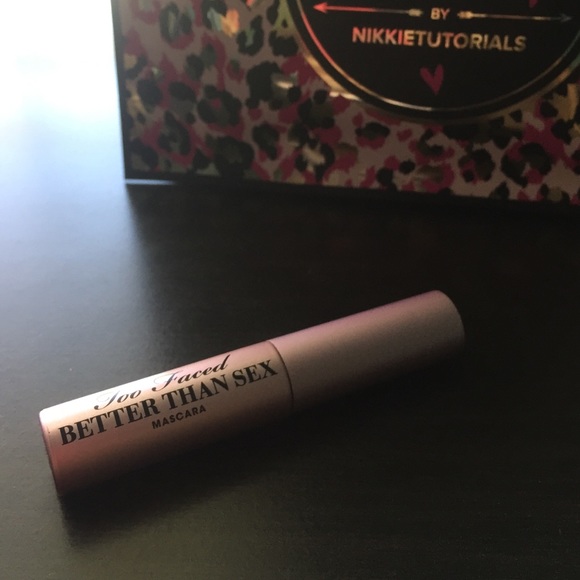 BY
NIKKIETUTORIALS
Too Faced
BETTER THAN SEX
MASCARA